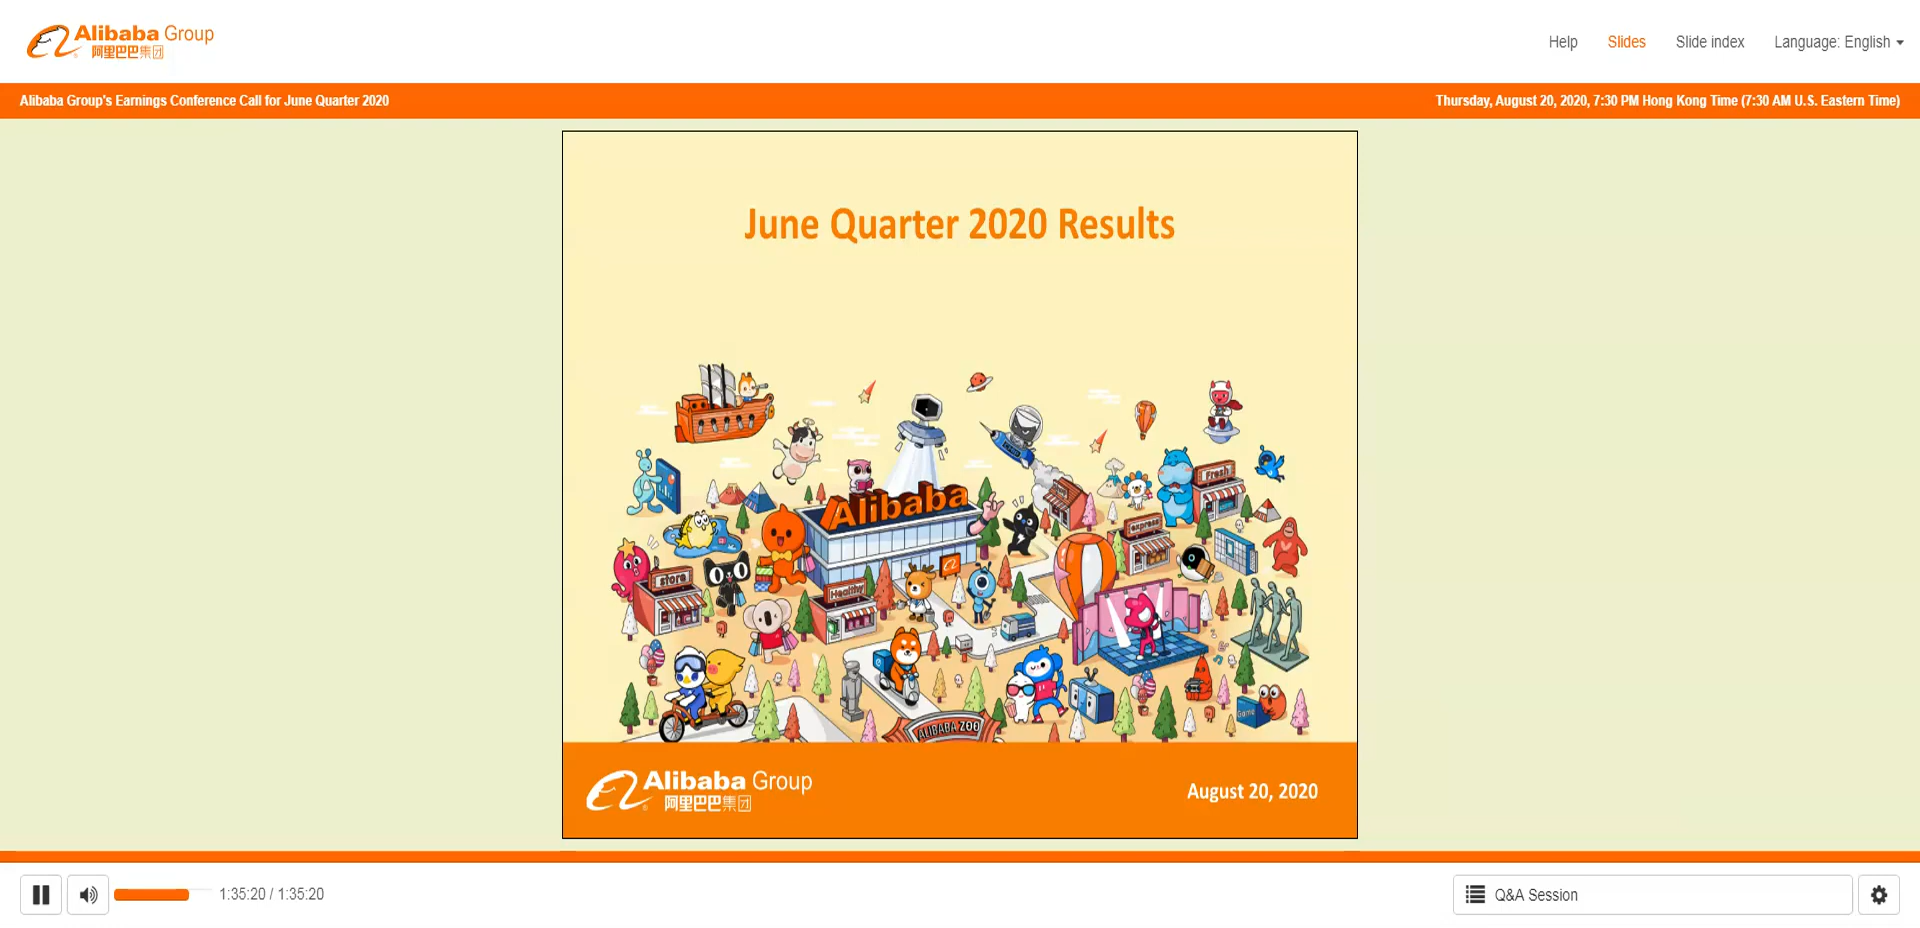 Alibaba Group
阿里巴巴集团
Help Slides Slide index Language: English
Alibaba Group's Earnings Conference Call for June Quarter 2020
Thursday, August 20, 2020, 7:30 PM Hong Kong Time (7:30 AM U.S. Eastern Time)
June Quarter 2020 Results
Alibaba
Fresh
express
store
Healthy
Game
ALIBABA ZOO
Alibaba Group
阿里巴巴集团
August 20, 2020
1:35:20 / 1:35:20
Q&A Session